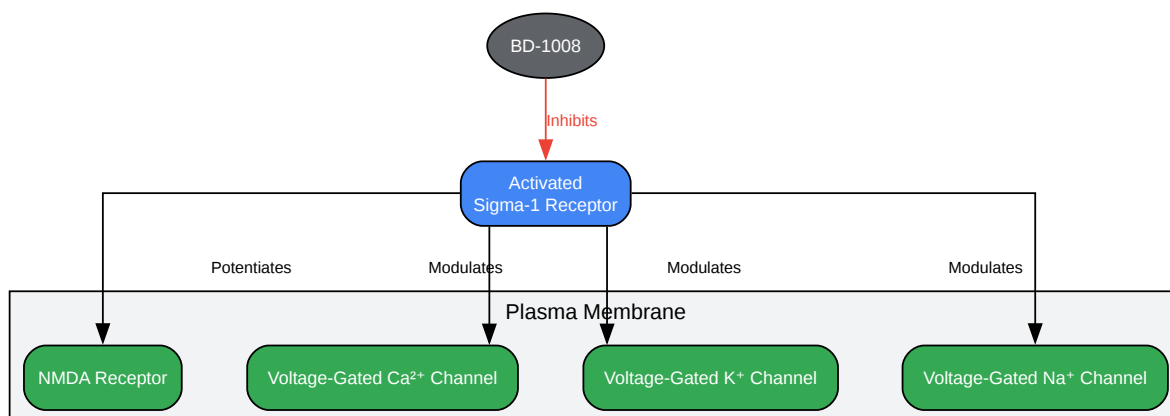 BD-1008
Inhibits
Activated
Sigma-1 Receptor
Potentiates
Modulates
Modulates
Modulates
Plasma Membrane
NMDA Receptor
Voltage-Gated Ca²⁺ Channel
Voltage-Gated K⁺ Channel
Voltage-Gated Na⁺ Channel